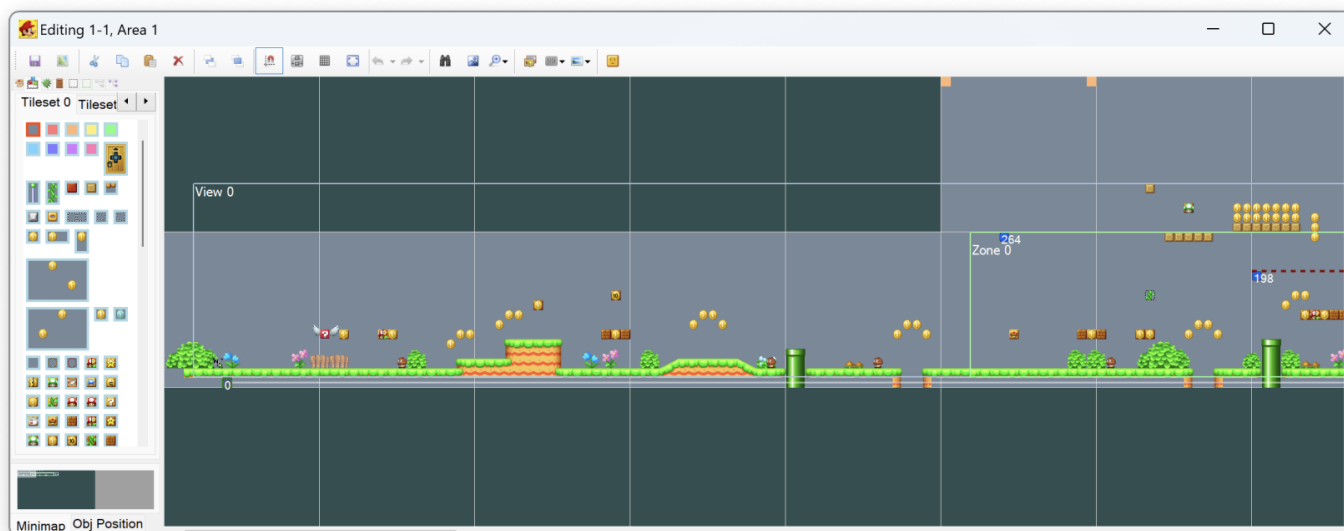 Editing 1-1, Area 1
Tileset 0
Tileset
View 0
264
Zone 0
198
0
Minimap
Obj Position